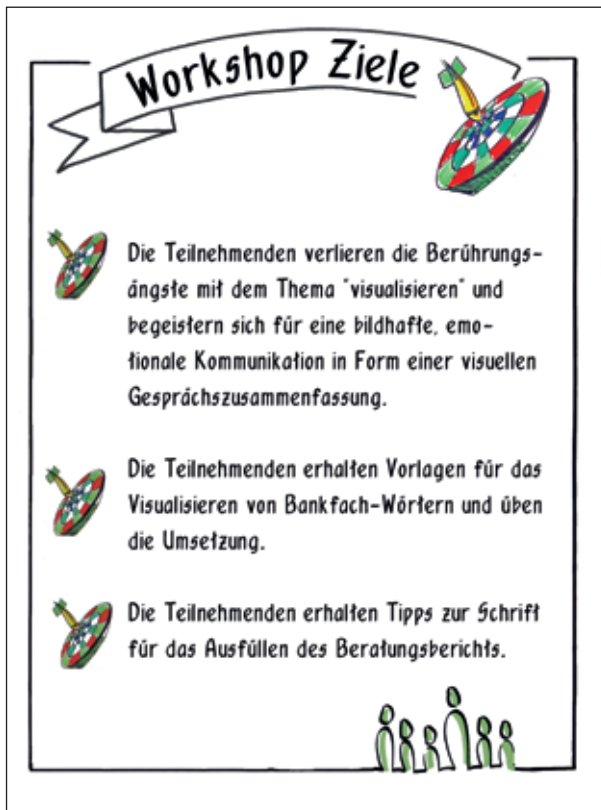 Workshop Ziele
Die Teilnehmenden verlieren die Berührungs-
ängste mit dem Thema "visualisieren" und
begeistern sich für eine bildhafte, emo-
tionale Kommunikation in Form einer visuellen
Gesprächszusammenfassung.
Die Teilnehmenden erhalten Vorlagen für das
Visualisieren von Bankfach-Wörtern und üben
die Umsetzung.
Die Teilnehmenden erhalten Tipps zur Schrift
für das Ausfüllen des Beratungsberichts.